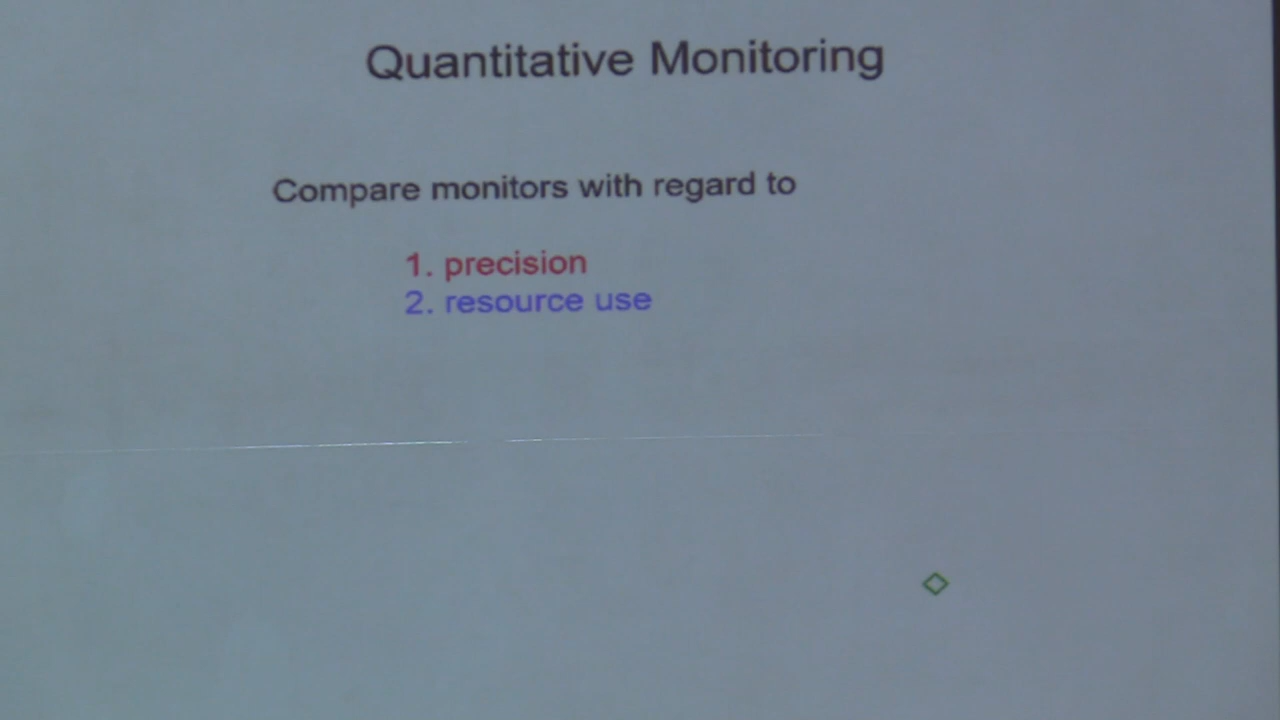 Quantitative Monitoring
Compare monitors with regard to
1. precision
2. resource use